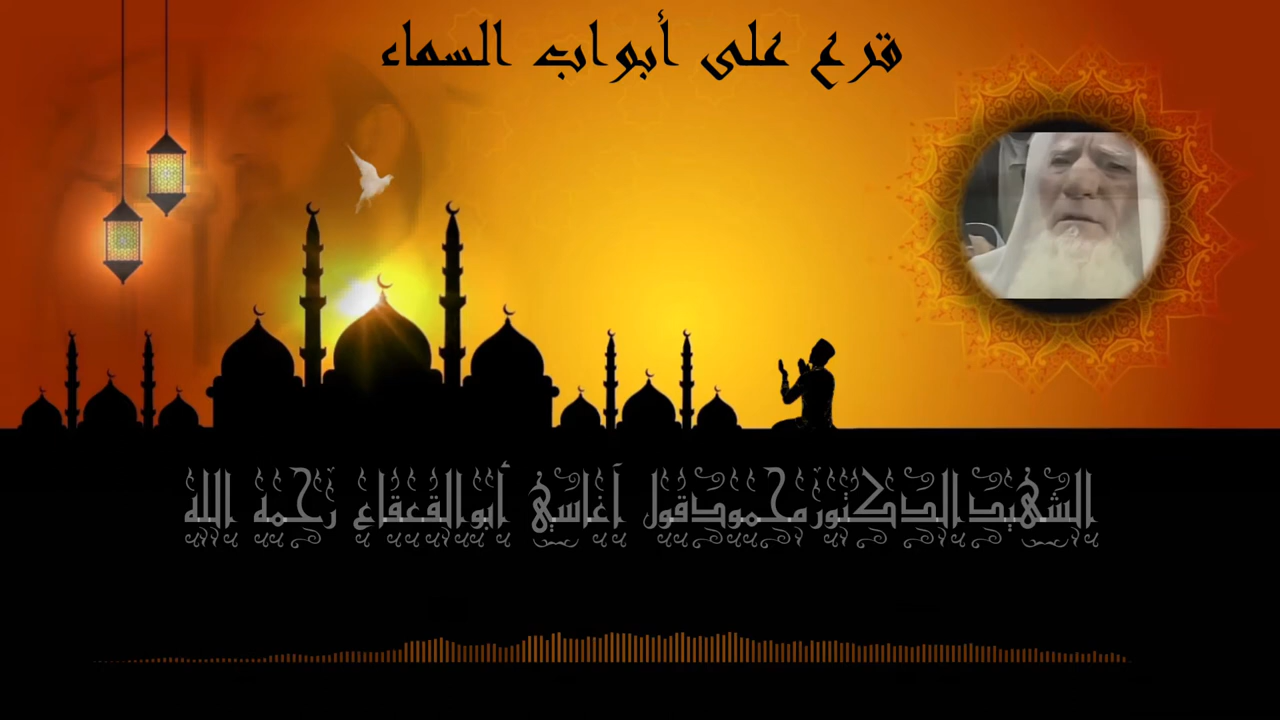 قرع على أبواب السماء
الشهيد الدكتور محمود قول آغاسي أبو القعقاع رحمه الله